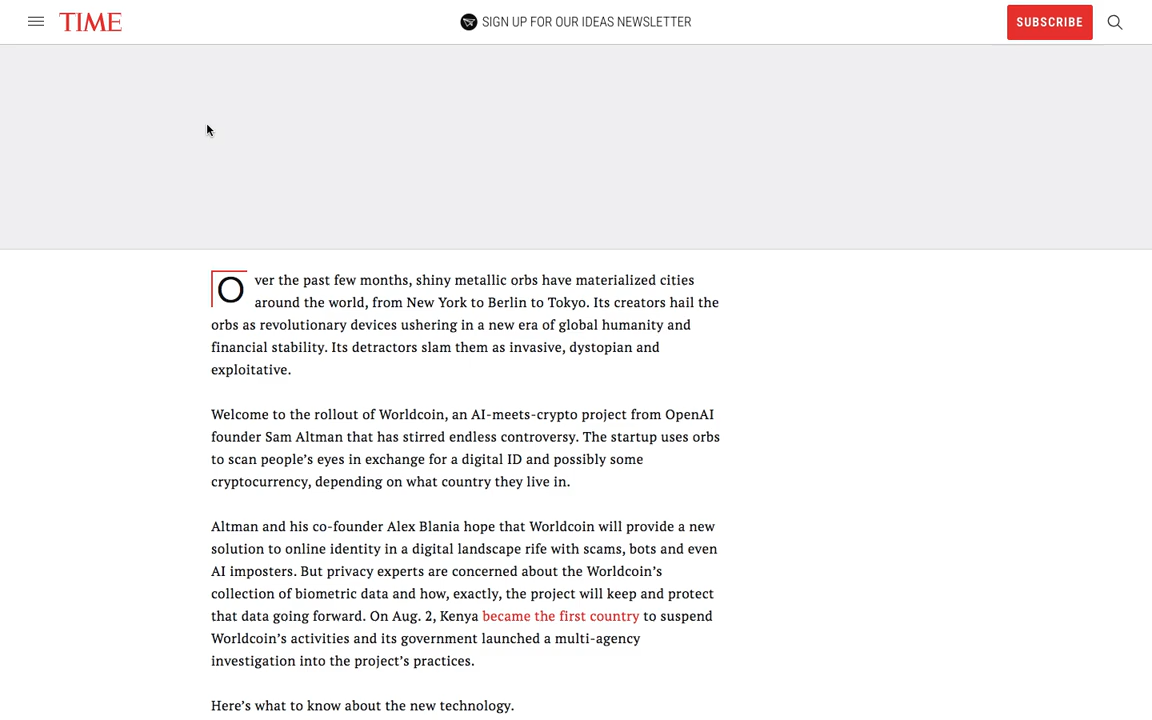 TIME
SIGN UP FOR OUR IDEAS NEWSLETTER
SUBSCRIBE
Over the past few months, shiny metallic orbs have materialized cities
around the world, from New York to Berlin to Tokyo. Its creators hail the
orbs as revolutionary devices ushering in a new era of global humanity and
financial stability. Its detractors slam them as invasive, dystopian and
exploitative.
Welcome to the rollout of Worldcoin, an AI-meets-crypto project from OpenAI
founder Sam Altman that has stirred endless controversy. The startup uses orbs
to scan people’s eyes in exchange for a digital ID and possibly some
cryptocurrency, depending on what country they live in.
Altman and his co-founder Alex Blania hope that Worldcoin will provide a new
solution to online identity in a digital landscape rife with scams, bots and even
AI imposters. But privacy experts are concerned about the Worldcoin’s
collection of biometric data and how, exactly, the project will keep and protect
that data going forward. On Aug. 2, Kenya became the first country to suspend
Worldcoin’s activities and its government launched a multi-agency
investigation into the project’s practices.
Here’s what to know about the new technology.